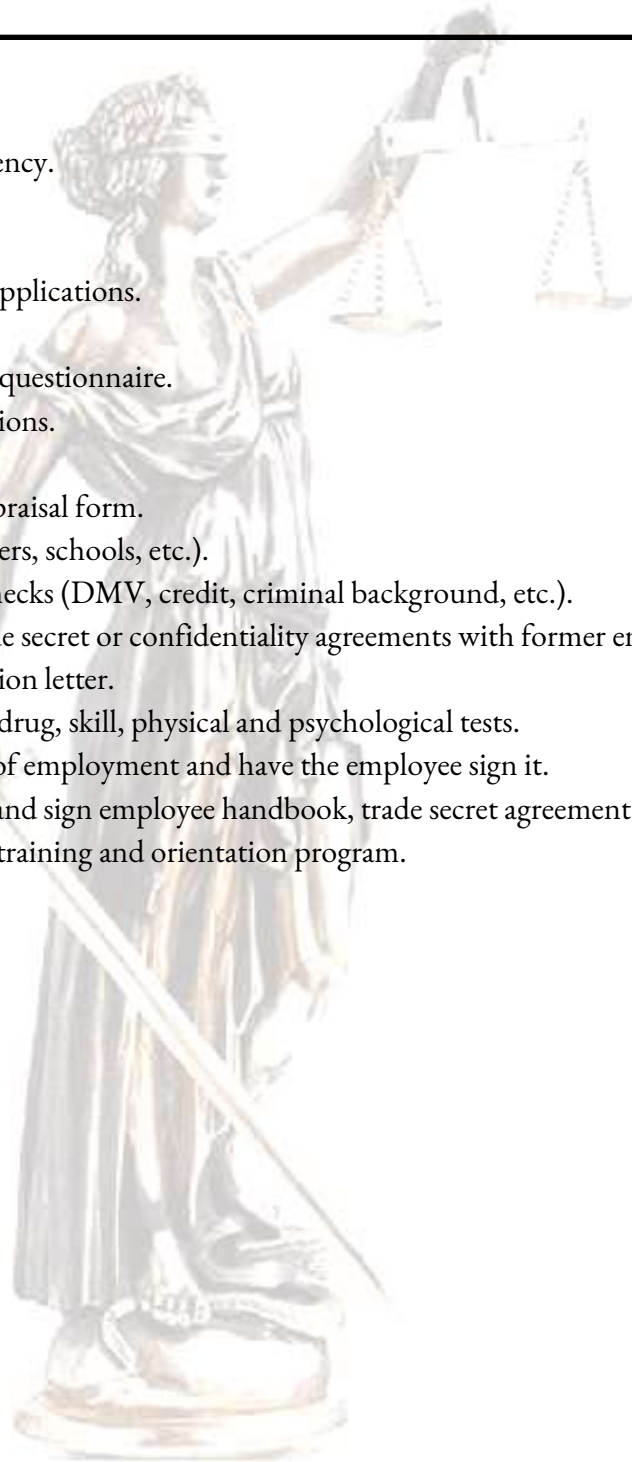 ency.
pplications.
questionnaire.
ions.
praisal form.
ers, schools, etc.).
hecks (DMV, credit, criminal background, etc.).
le secret or confidentiality agreements with former en
ion letter.
drug, skill, physical and psychological tests.
of employment and have the employee sign it.
and sign employee handbook, trade secret agreement
training and orientation program.